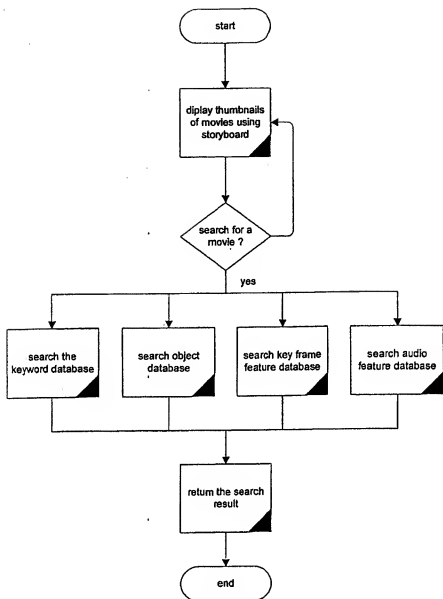 start
diplay thumbnails
of movies using
storyboard
search for a
movie ?
yes
search the
keyword database
search object
database
search key frame
feature database
search audio
feature database
return the search
result
end